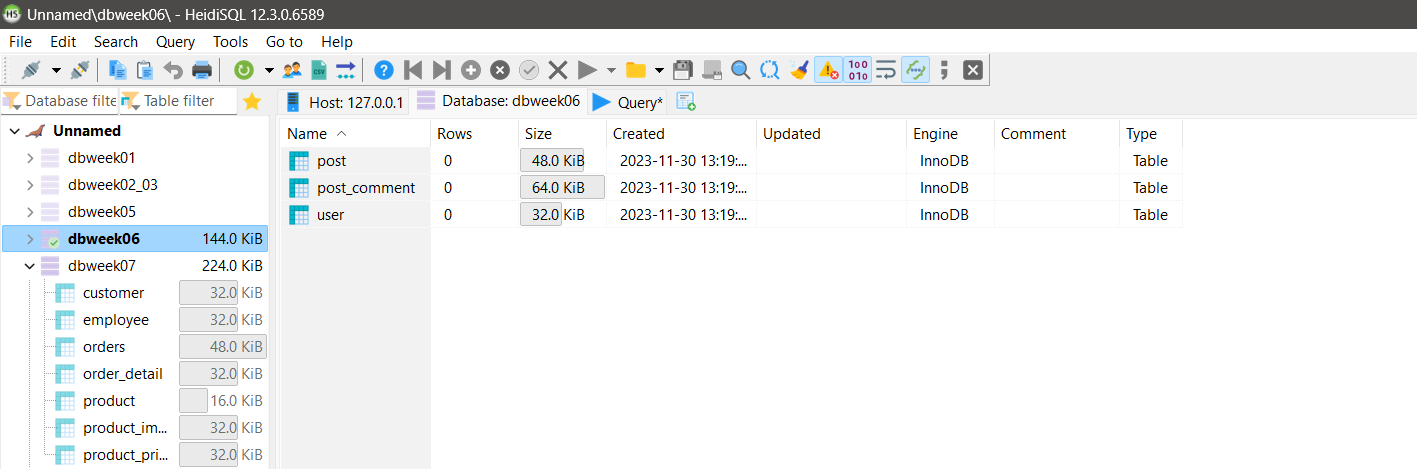 HS Unnamed\dbweek06\ - HeidiSQL 12.3.0.6589
File Edit Search Query Tools Go to Help
Database filte Table filter
Host: 127.0.0.1 Database: dbweek06 Query*
Unnamed
dbweek01
dbweek02_03
dbweek05
dbweek06 144.0 KiB
dbweek07 224.0 KiB
customer 32.0 KiB
employee 32.0 KiB
orders 48.0 KiB
order_detail 32.0 KiB
product 16.0 KiB
product_im... 32.0 KiB
product_pri... 32.0 KiB
Name Rows Size Created Updated Engine Comment Type
post 0 48.0 KiB 2023-11-30 13:19:... InnoDB Table
post_comment 0 64.0 KiB 2023-11-30 13:19:... InnoDB Table
user 0 32.0 KiB 2023-11-30 13:19:... InnoDB Table